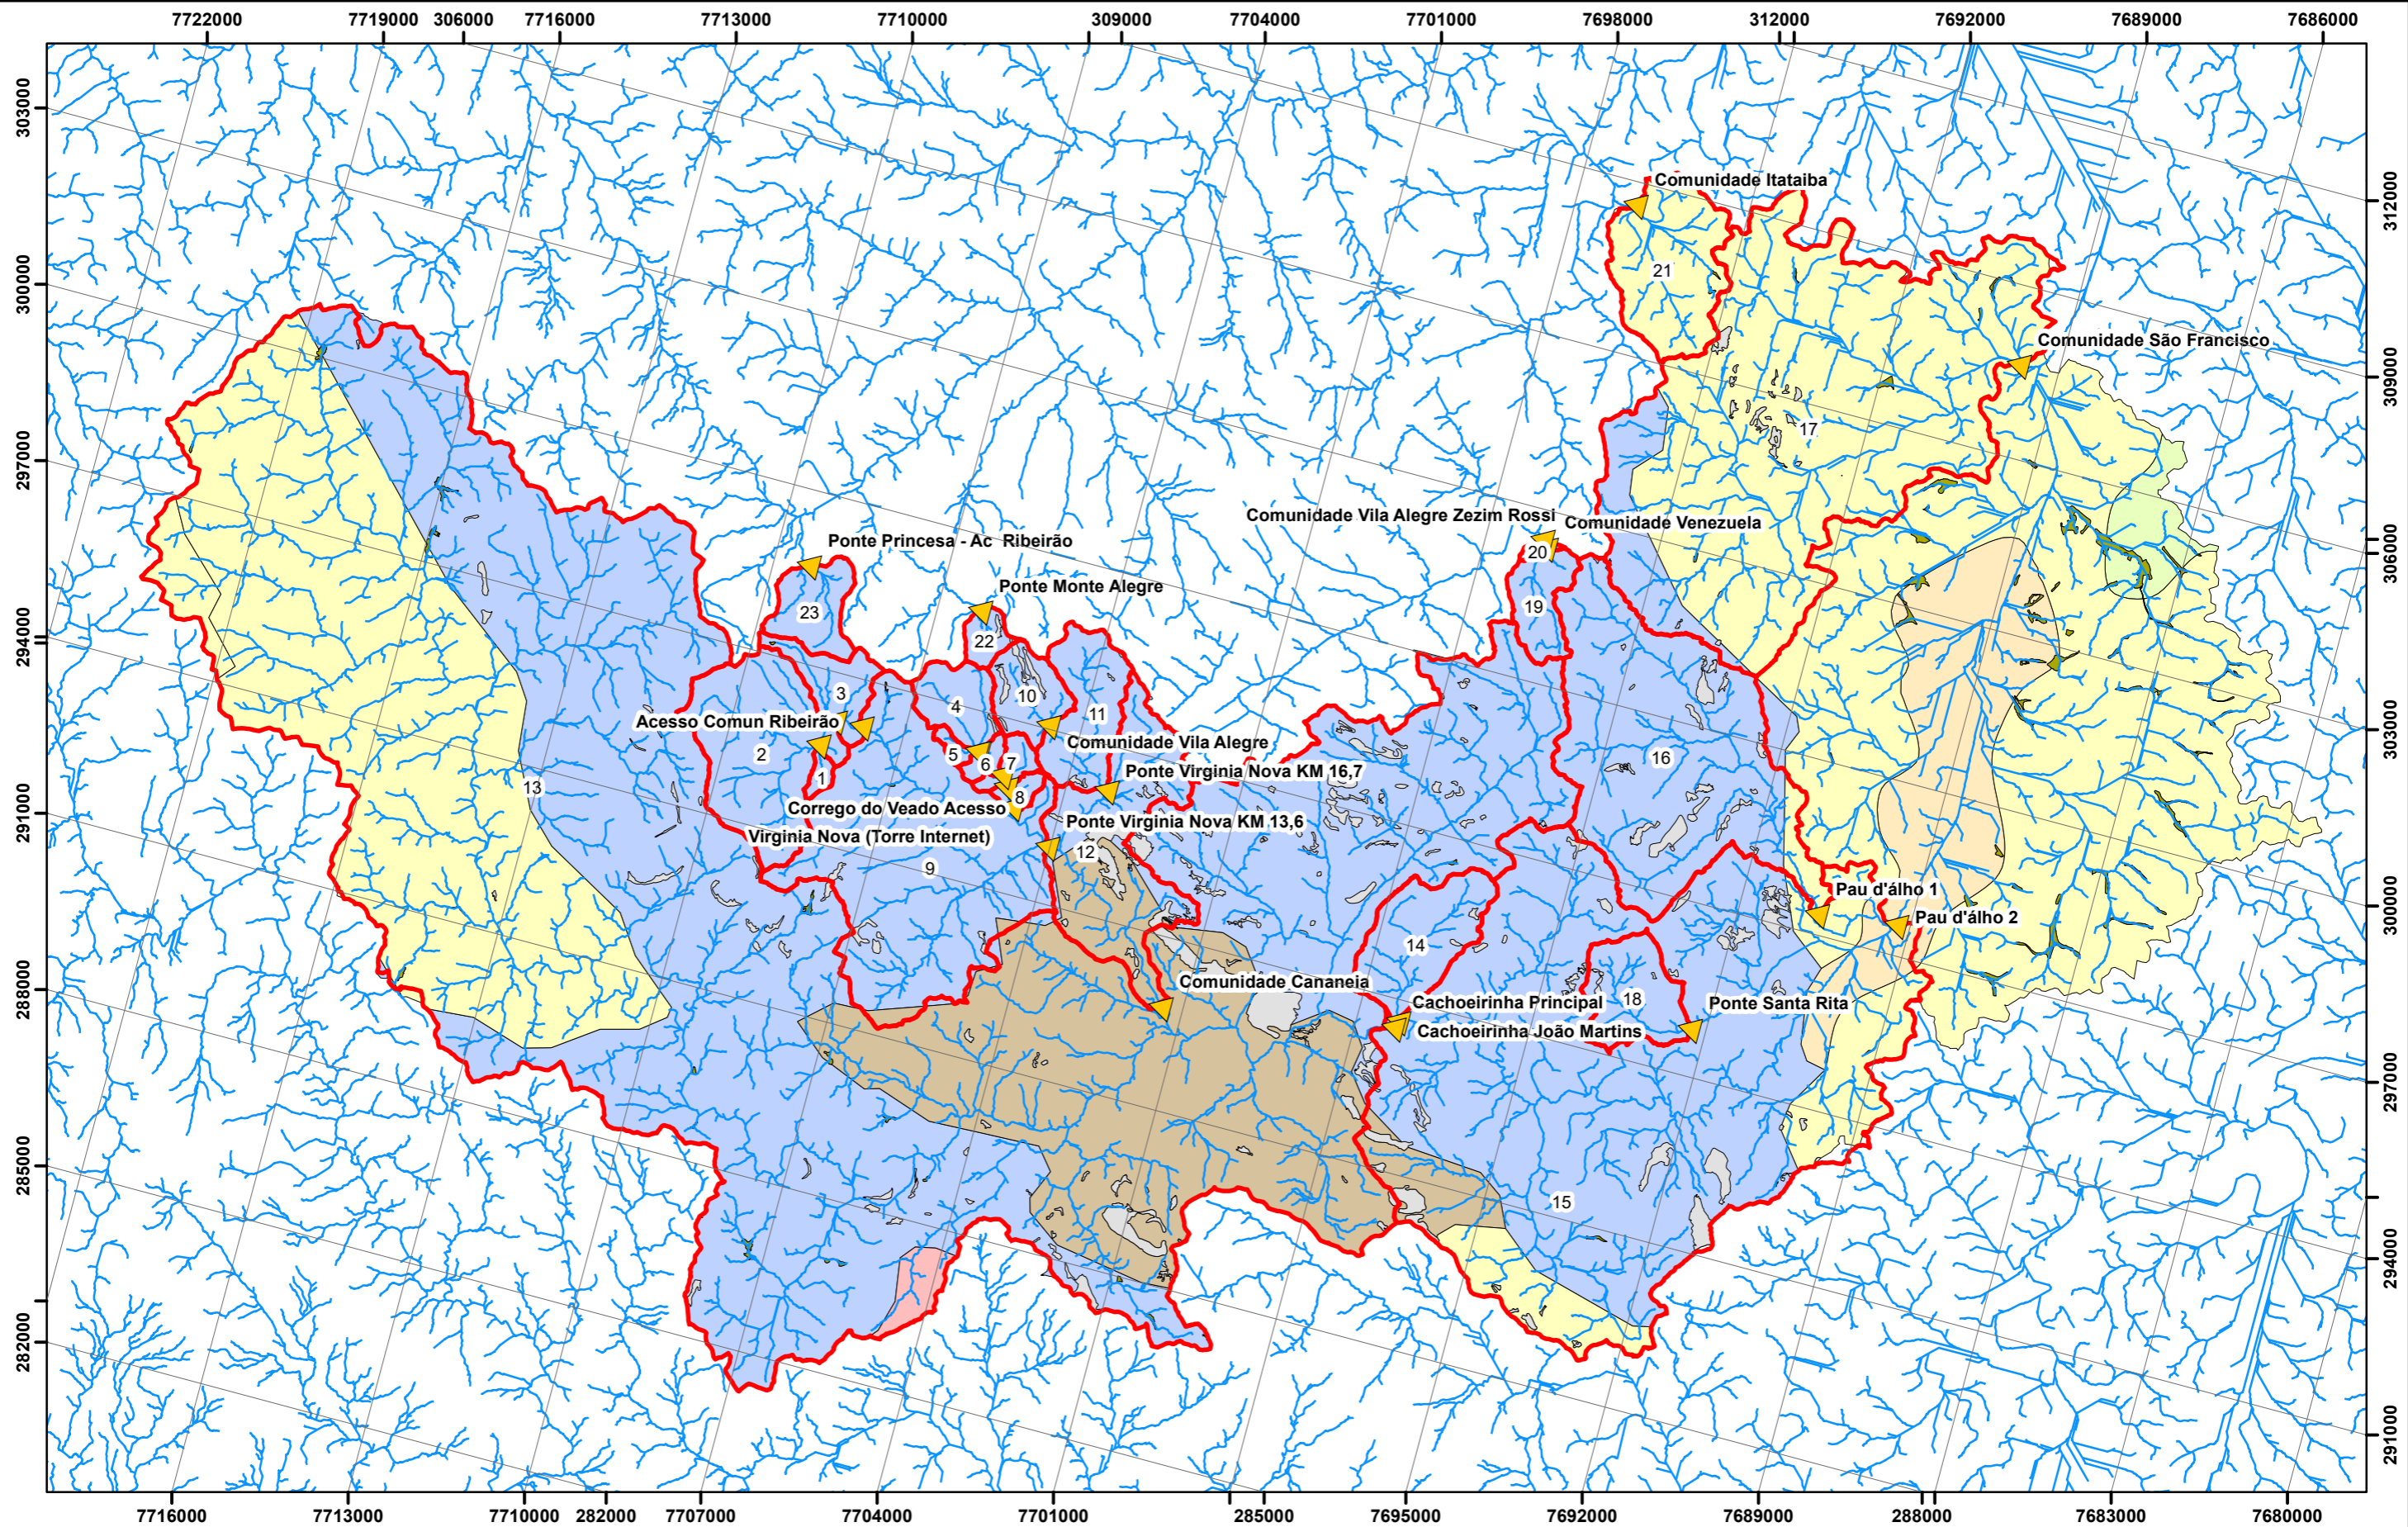 7722000 7719000 306000 7716000 7713000 7710000 309000 7704000 7701000 7698000 312000 7692000 7689000 7686000
303000
300000
297000
294000
291000
288000
285000
282000
312000
309000
306000
303000
300000
297000
294000
291000
Comunidade Itataiba
21
Comunidade São Francisco
17
Comunidade Vila Alegre Zezim Rossi
Comunidade Venezuela
20
Ponte Princesa - Ac Ribeirão
Ponte Monte Alegre
23
19
22
3
10
4
11
Acesso Comun Ribeirão
2
Comunidade Vila Alegre
5
6
7
16
1
Ponte Virginia Nova KM 16,7
13
8
Corrego do Veado Acesso
Ponte Virginia Nova KM 13,6
Virginia Nova (Torre Internet)
12
9
Pau d'álho 1
Pau d'álho 2
14
Comunidade Cananeia
18
Cachoeirinha Principal
Ponte Santa Rita
Cachoeirinha João Martins
15
7716000 7713000 7710000 282000 7707000 7704000 7701000 285000 7695000 7692000 7689000 288000 7683000 7680000